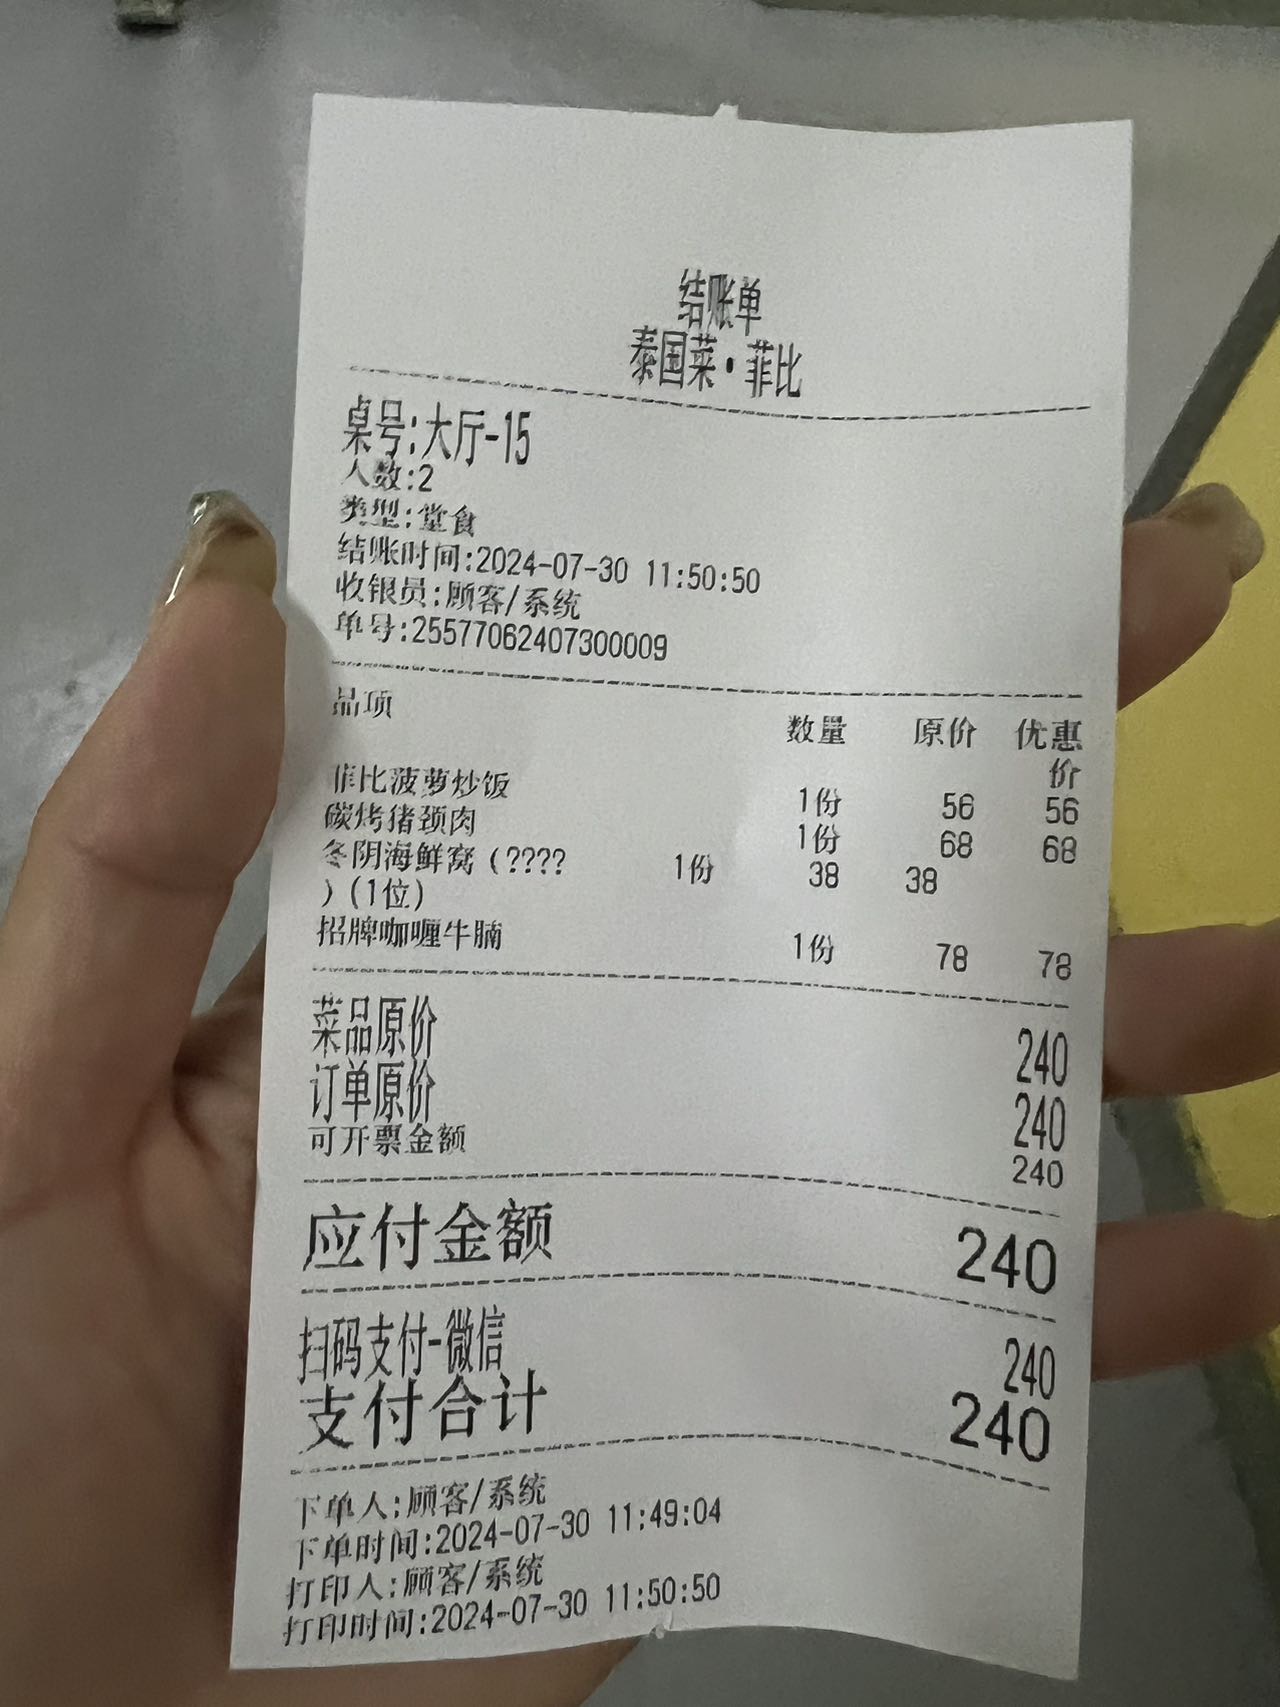 结账单
泰国菜·菲比
桌号:大厅-15
人数:2
类型:堂食
结账时间:2024-07-30 11:50:50
收银员:顾客/系统
单号:25577062407300009
品项 数量 原价 优惠
价
菲比菠萝炒饭 1份 56 56
碳烤猪颈肉 1份 68 68
冬阴海鲜窝(???? 1份 38 38
)(1位)
招牌咖喱牛腩 1份 78 78
菜品原价 240
订单原价 240
可开票金额 240
应付金额 240
扫码支付-微信 240
支付合计 240
下单人:顾客/系统
下单时间:2024-07-30 11:49:04
打印人:顾客/系统
打印时间:2024-07-30 11:50:50